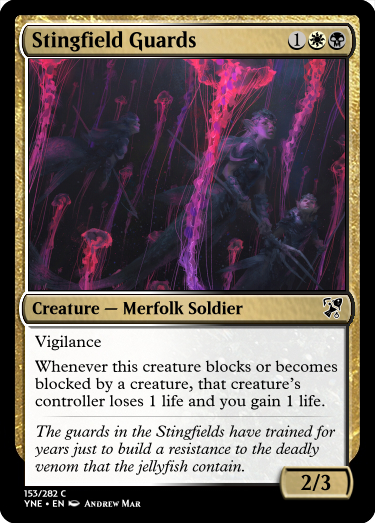 Stingfield Guards 1
Creature — Merfolk Soldier
Vigilance
Whenever this creature blocks or becomes
blocked by a creature, that creature's
controller loses 1 life and you gain 1 life.
The guards in the Stingfields have trained for
years just to build a resistance to the deadly
venom that the jellyfish contain.
2/3
153/282 C
YNE • EN Andrew Mar